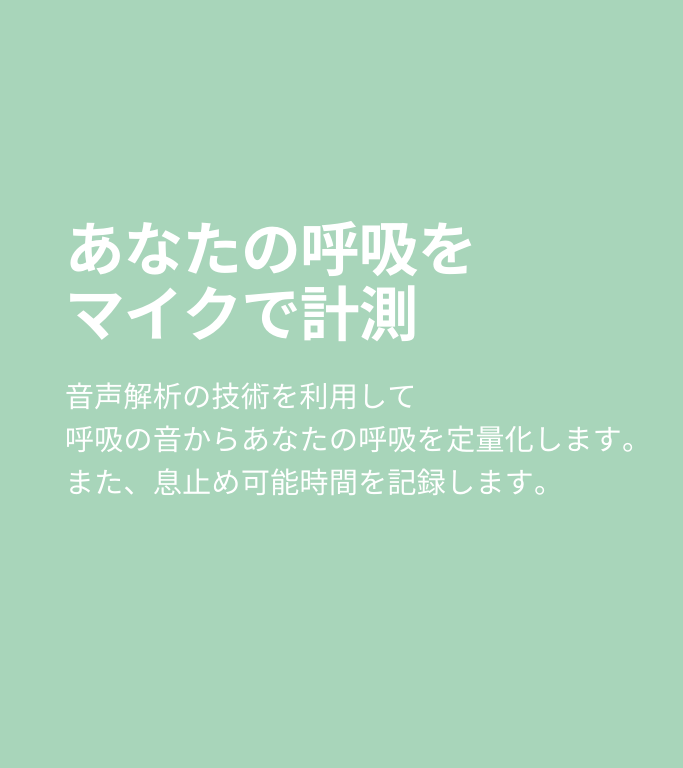 あなたの呼吸を
マイクで計測
音声解析の技術を利用して
呼吸の音からあなたの呼吸を定量化します。
また、息止め可能時間を記録します。